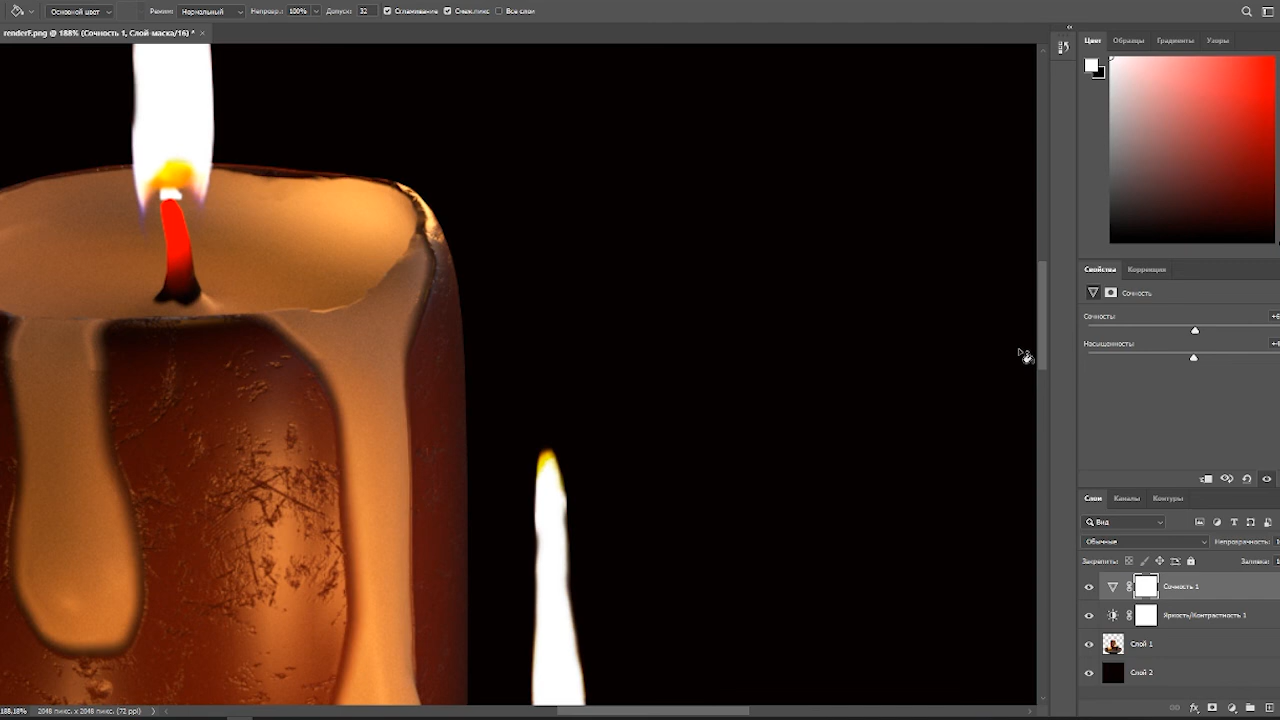 Основной цвет Режим: Нормальный Непрозр.: 100% Допуск: 32 Сглаживание Смеж.пикс Все слои
renderF.png @ 188% (Сочность 1, Слой-маска/16) * ×
Цвет Образцы Градиенты Узоры
Свойства Коррекция
Сочность
Сочность:
Насыщенность:
Слои Каналы Контуры
Вид
Обычные Непрозрачность:
Закрепить: Заливка:
Сочность 1
Яркость/Контрастность 1
Слой 1
Слой 2
188.18% 2048 пикс. x 2048 пикс. (72 ppi)